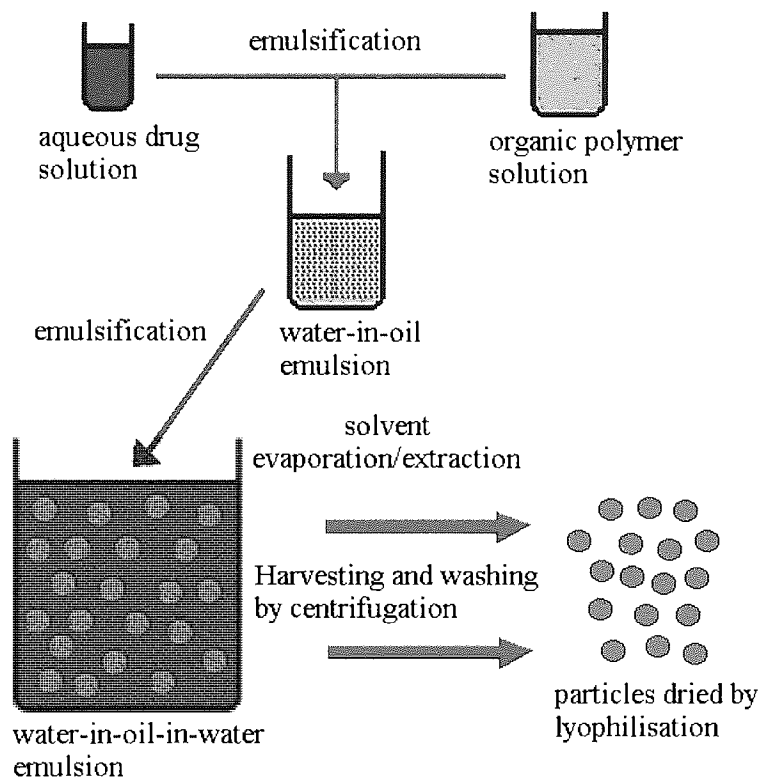 emulsification
aqueous drug
solution
organic polymer
solution
emulsification
water-in-oil
emulsion
solvent
evaporation/extraction
Harvesting and washing
by centrifugation
water-in-oil-in-water
emulsion
particles dried by
lyophilisation